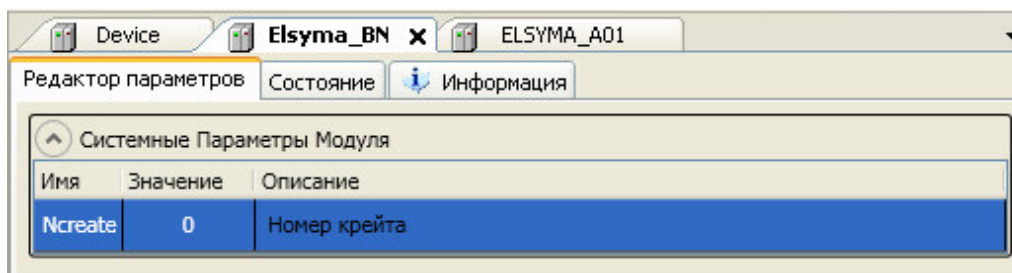 Device Elsyma_BN ELSYMA_A01
Редактор параметров Состояние Информация
Системные Параметры Модуля
Имя Значение Описание
Ncreate 0 Номер крейта